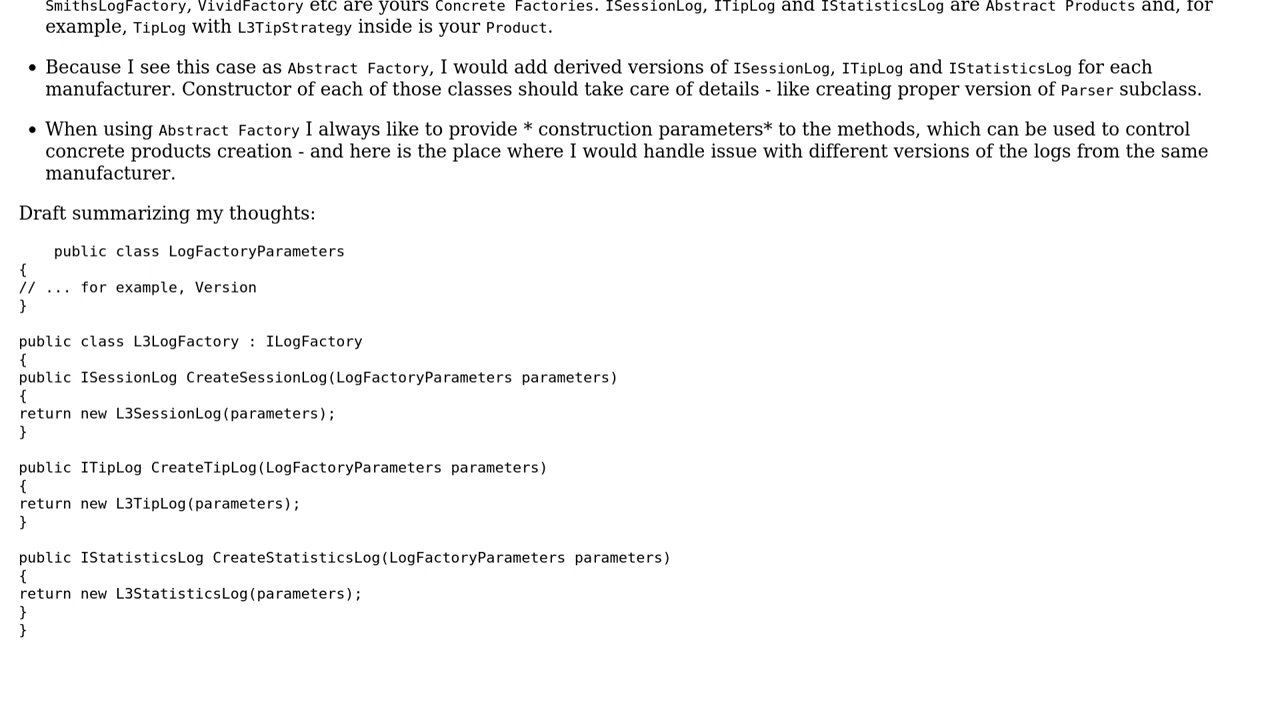 SmithsLogFactory, VividFactory etc are yours Concrete Factories. ISessionLog, ITipLog and IStatisticsLog are Abstract Products and, for
example, TipLog with L3TipStrategy inside is your Product.
• Because I see this case as Abstract Factory, I would add derived versions of ISessionLog, ITipLog and IStatisticsLog for each
manufacturer. Constructor of each of those classes should take care of details - like creating proper version of Parser subclass.
• When using Abstract Factory I always like to provide * construction parameters* to the methods, which can be used to control
concrete products creation - and here is the place where I would handle issue with different versions of the logs from the same
manufacturer.
Draft summarizing my thoughts:
    public class LogFactoryParameters
{
// ... for example, Version
}
public class L3LogFactory : ILogFactory
{
public ISessionLog CreateSessionLog(LogFactoryParameters parameters)
{
return new L3SessionLog(parameters);
}
public ITipLog CreateTipLog(LogFactoryParameters parameters)
{
return new L3TipLog(parameters);
}
public IStatisticsLog CreateStatisticsLog(LogFactoryParameters parameters)
{
return new L3StatisticsLog(parameters);
}
}